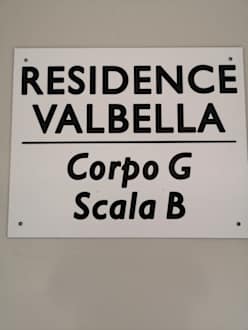 RESIDENCE
VALBELLA
Corpo G
Scala B